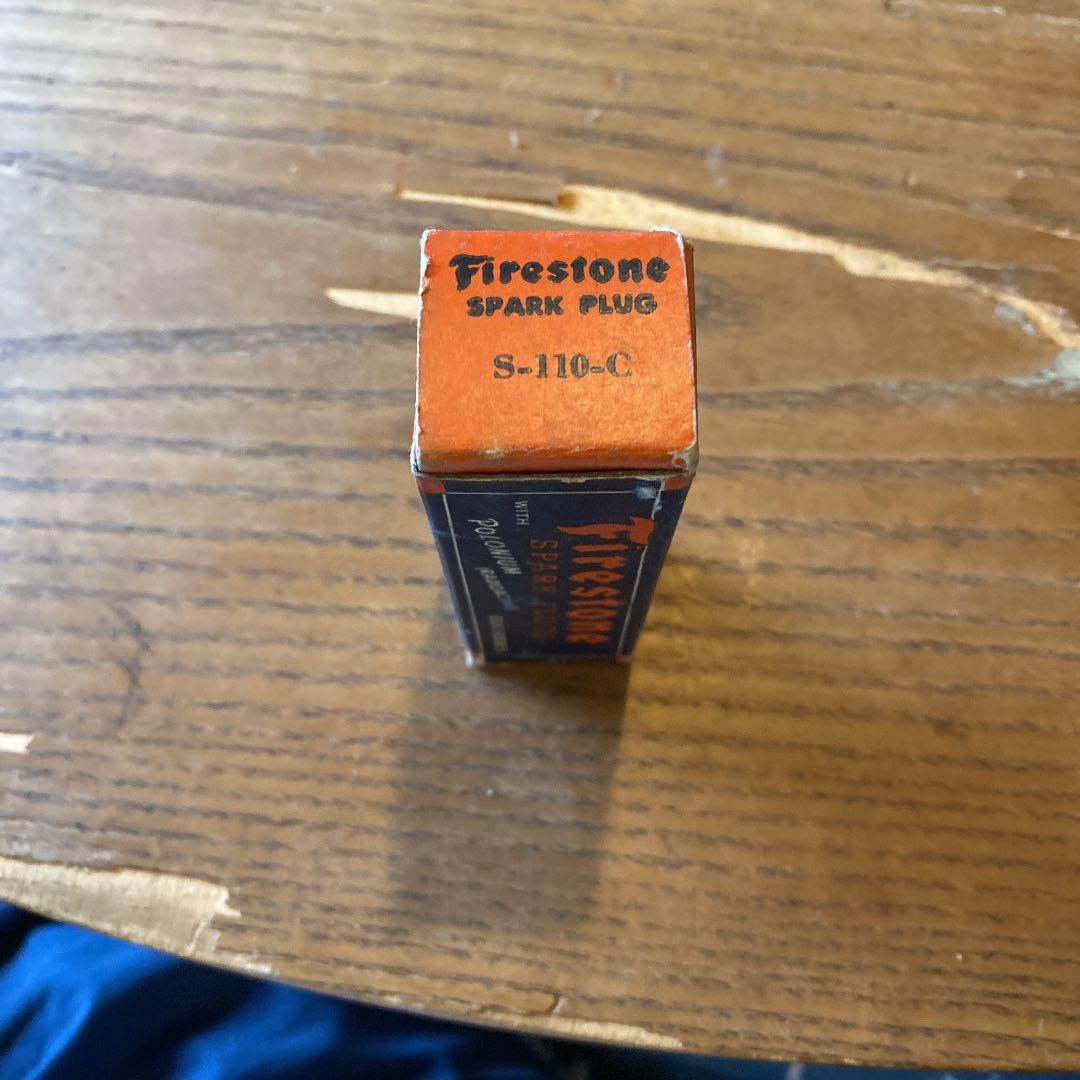 Firestone
SPARK PLUG
S-110-C
Firestone
SPARK PLUG
WITH
POLONIUM